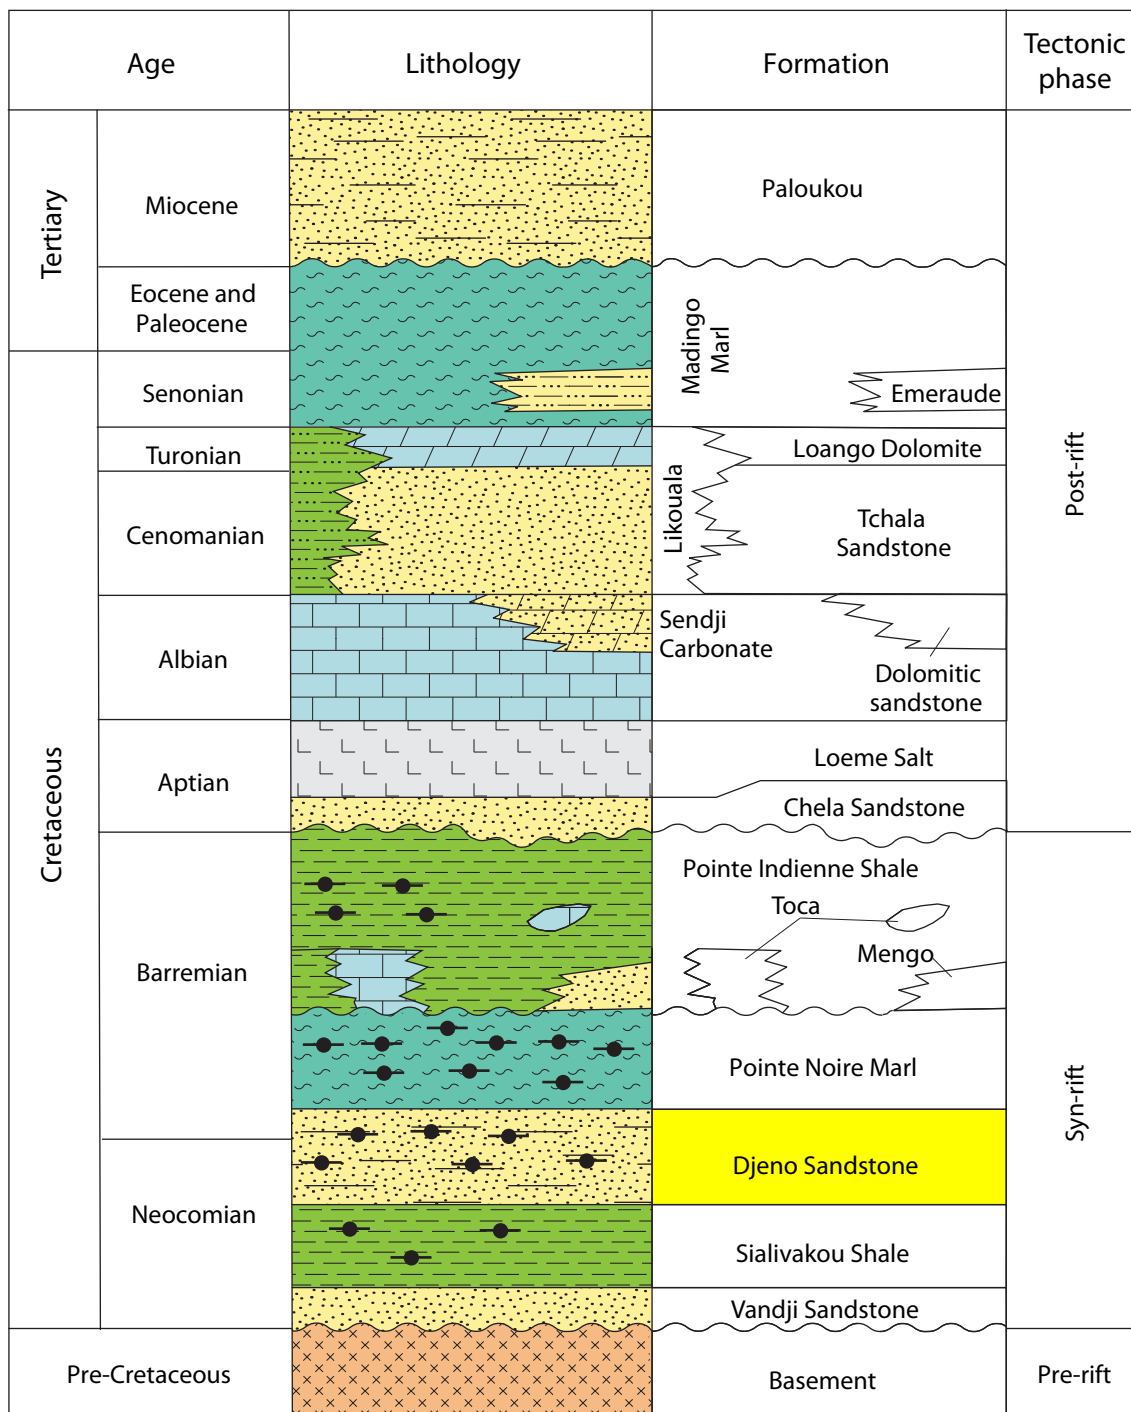 Age
Lithology
Formation
Tectonic
phase
Tertiary
Miocene
Paloukou
Post-rift
Eocene and
Paleocene
Madingo
Marl
Cretaceous
Senonian
Emeraude
Turonian
Likouala
Loango Dolomite
Cenomanian
Tchala
Sandstone
Albian
Sendji
Carbonate
Dolomitic
sandstone
Aptian
Loeme Salt
Chela Sandstone
Barremian
Pointe Indienne Shale
Toca
Mengo
Syn-rift
Pointe Noire Marl
Djeno Sandstone
Neocomian
Sialivakou Shale
Vandji Sandstone
Pre-Cretaceous
Basement
Pre-rift